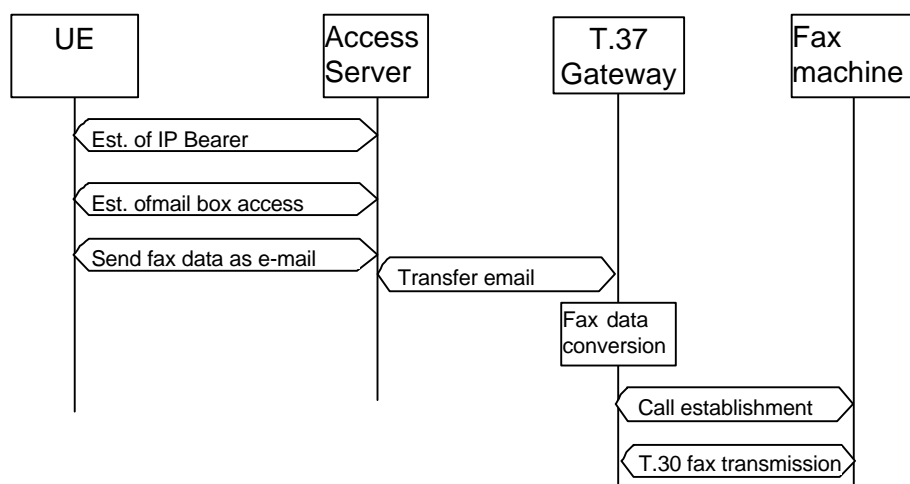 UE
Access
Server
T.37
Gateway
Fax
machine
Est. of IP Bearer
Est. ofmail box access
Send fax data as e-mail
Transfer email
Fax data
conversion
Call establishment
T.30 fax transmission